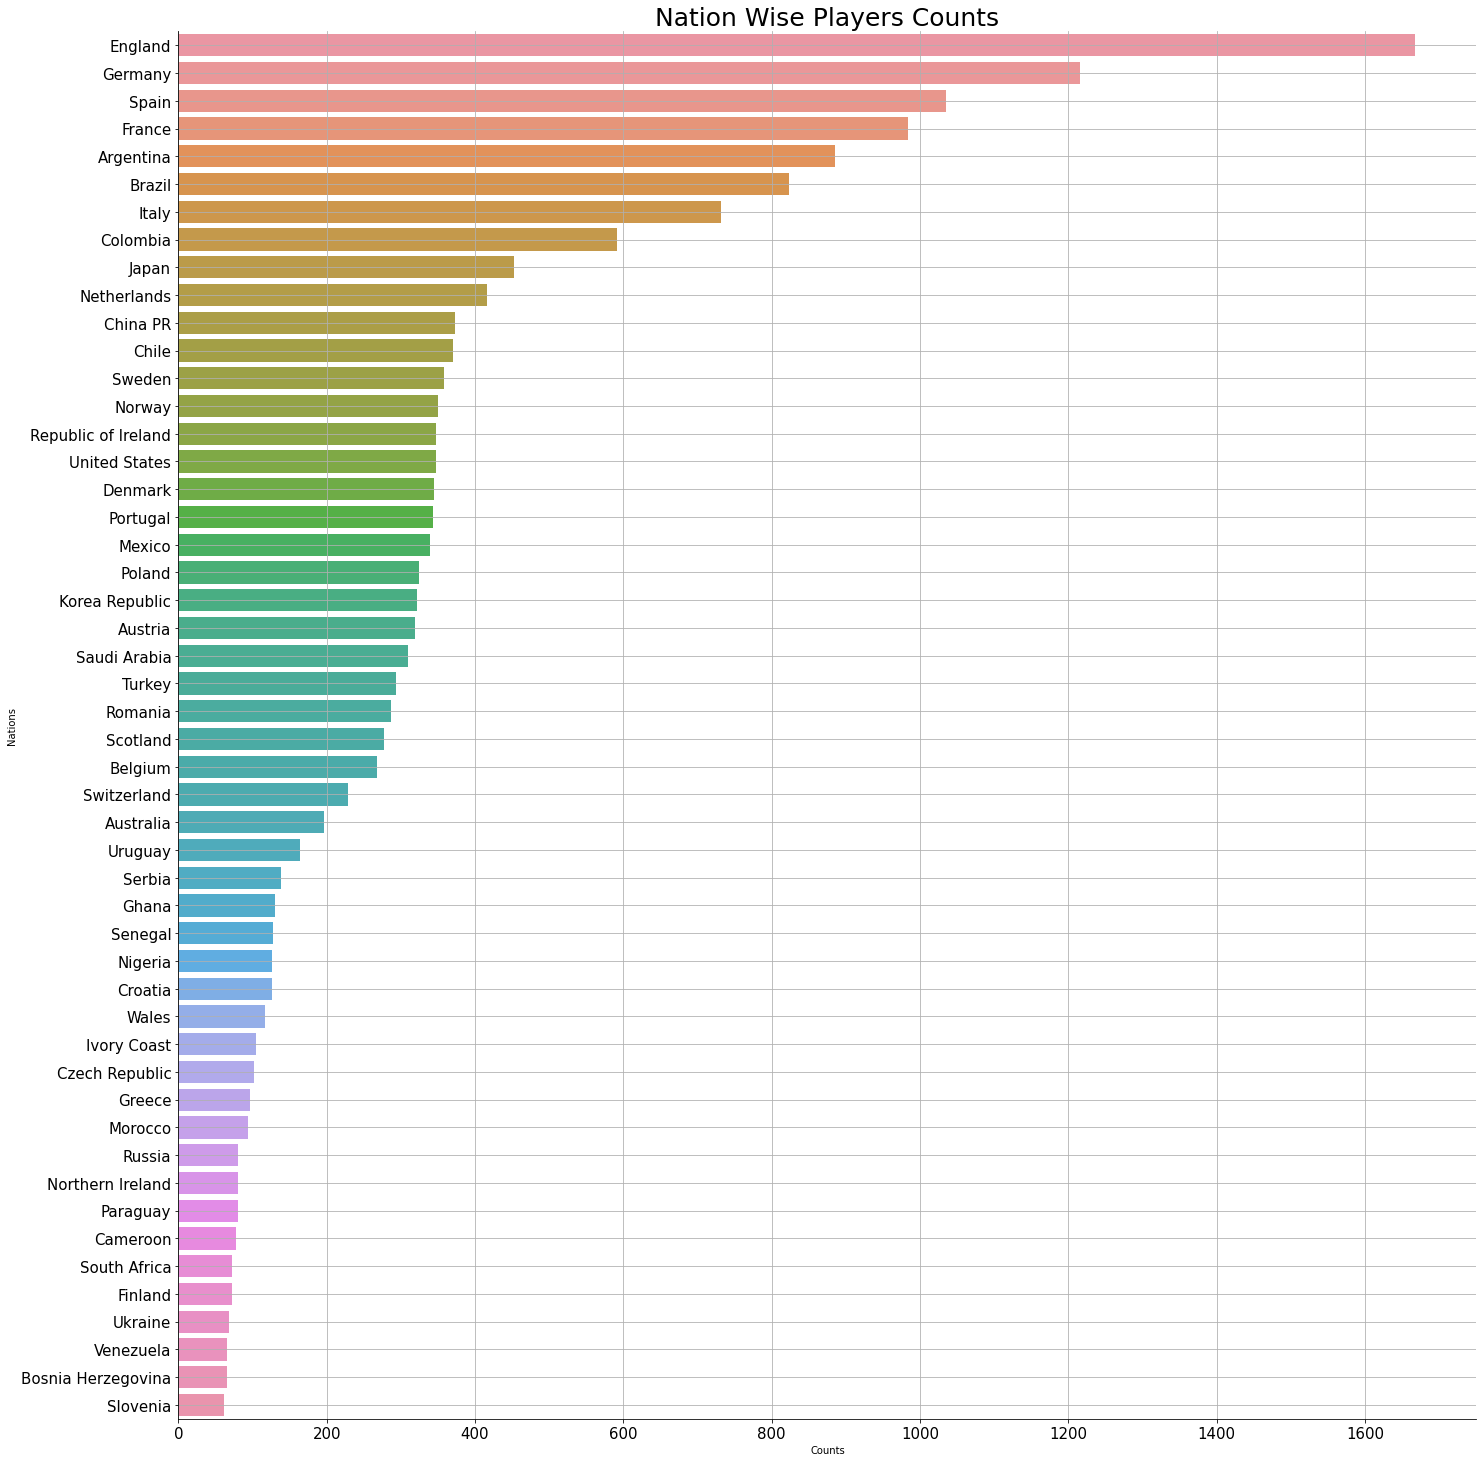 Nation Wise Players Counts
England
Germany
Spain
France
Argentina
Brazil
Italy
Colombia
Japan
Netherlands
China PR
Chile
Sweden
Norway
Republic of Ireland
United States
Denmark
Portugal
Mexico
Poland
Korea Republic
Austria
Saudi Arabia
Turkey
Romania
Scotland
Belgium
Switzerland
Australia
Uruguay
Serbia
Ghana
Senegal
Nigeria
Croatia
Wales
Ivory Coast
Czech Republic
Greece
Morocco
Russia
Northern Ireland
Paraguay
Cameroon
South Africa
Finland
Ukraine
Venezuela
Bosnia Herzegovina
Slovenia
Nations
0 200 400 600 800 1000 1200 1400 1600
Counts